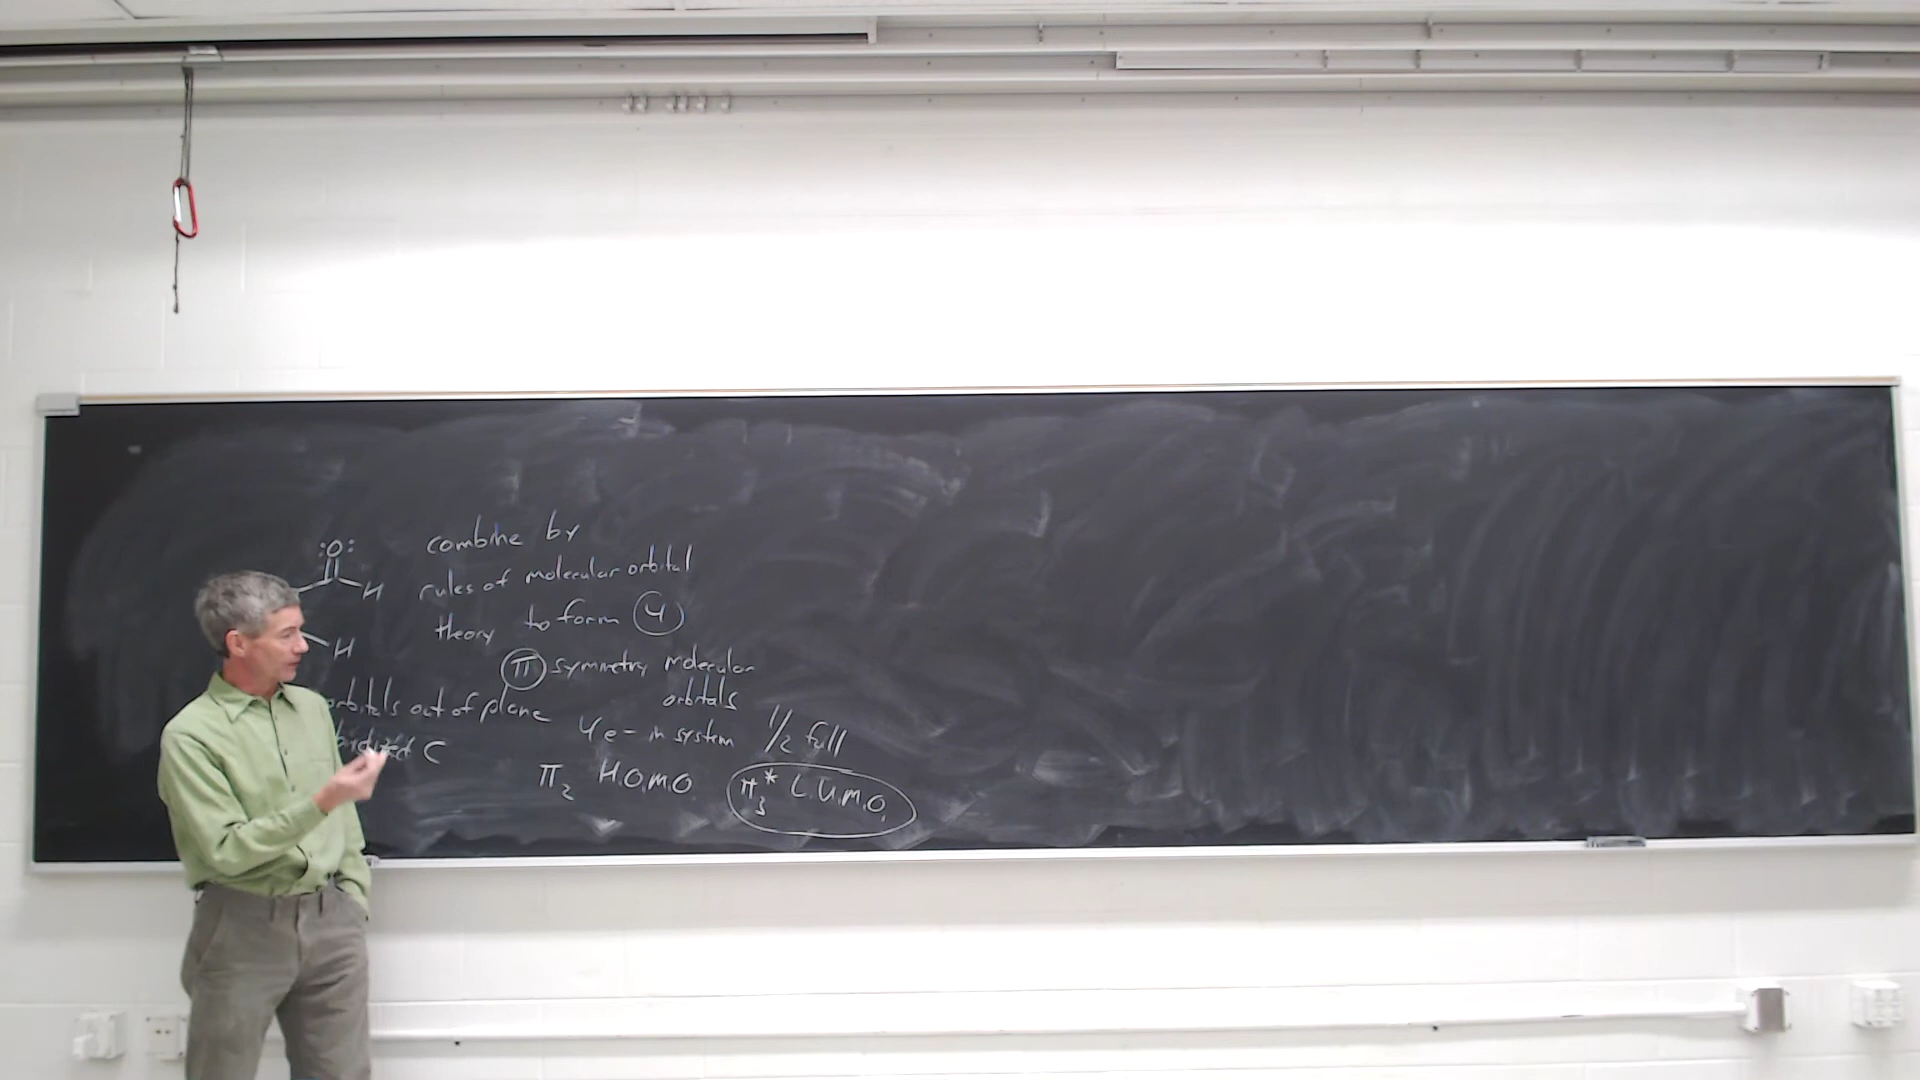 :O:
H
H
combine by
rules of molecular orbital
theory to form 4
π symmetry molecular
orbitals
orbitals out of plane
C
4 e- in system 1/2 full
π2 H.O.M.O
π3* L.U.M.O.